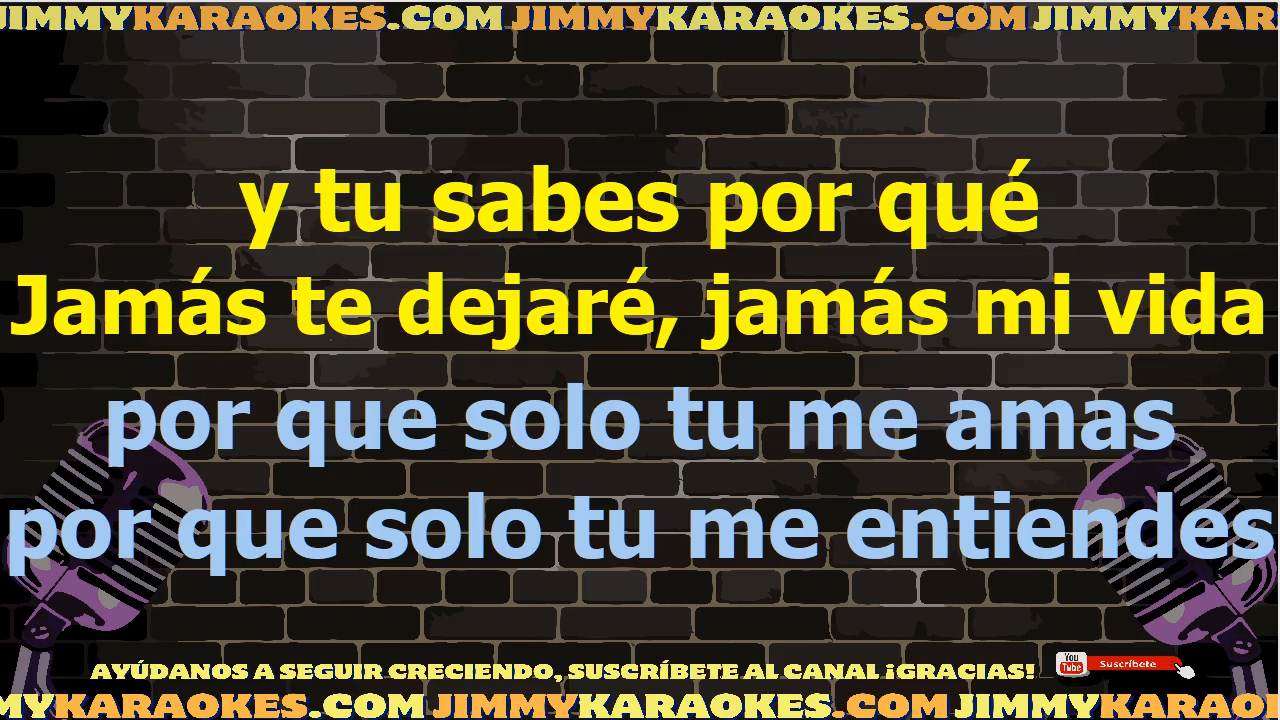 JIMMYKARAOKES.COM JIMMYKARAOKES.COM JIMMYKAR
y tu sabes por qué
Jamás te dejaré, jamás mi vida
por que solo tu me amas
por que solo tu me entiendes
AYÚDANOS A SEGUIR CRECIENDO, SUSCRÍBETE AL CANAL ¡GRACIAS!
You Tube Suscríbete
MYKARAOKES.COM JIMMYKARAOKES.COM JIMMYKARAO